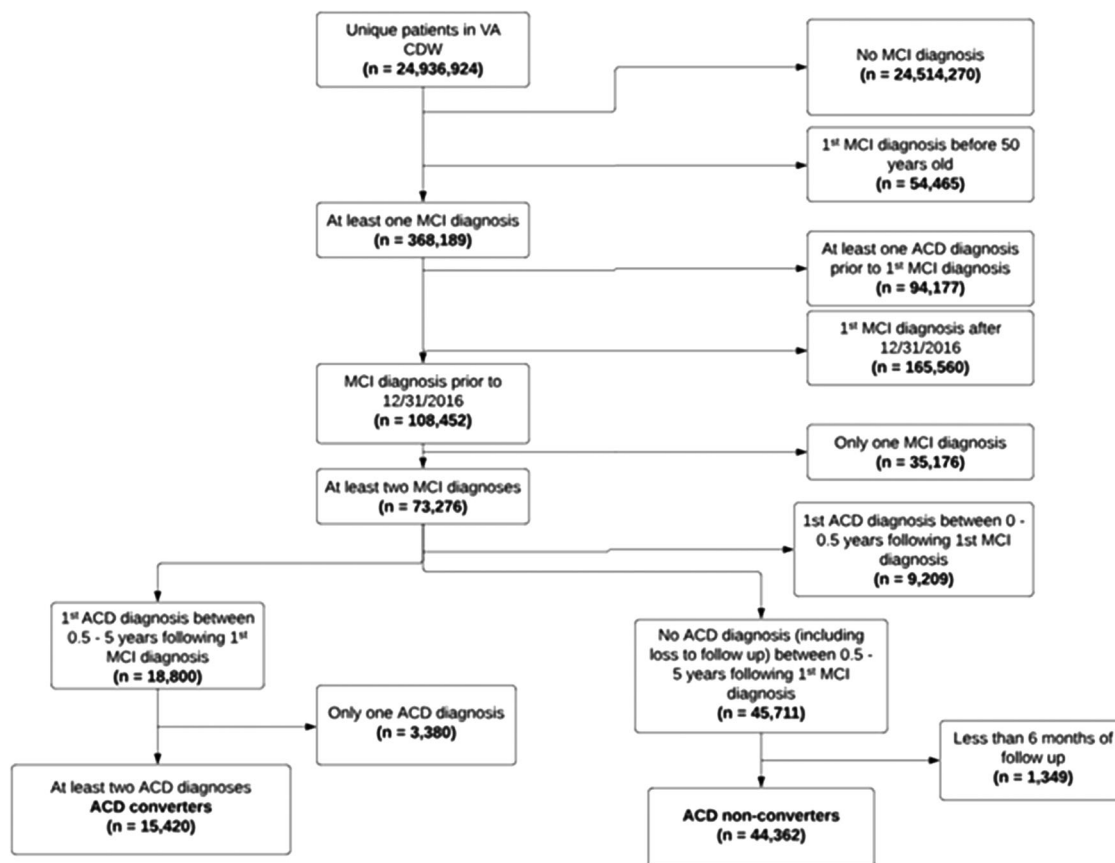 Unique patients in VA
CDW
(n = 24,936,924)
No MCI diagnosis
(n = 24,514,270)
1st MCI diagnosis before 50
years old
(n = 54,465)
At least one MCI diagnosis
(n = 368,189)
At least one ACD diagnosis
prior to 1st MCI diagnosis
(n = 94,177)
1st MCI diagnosis after
12/31/2016
(n = 165,560)
MCI diagnosis prior to
12/31/2016
(n = 108,452)
Only one MCI diagnosis
(n = 35,176)
At least two MCI diagnoses
(n = 73,276)
1st ACD diagnosis between 0 -
0.5 years following 1st MCI
diagnosis
(n = 9,209)
1st ACD diagnosis between
0.5 - 5 years following 1st
MCI diagnosis
(n = 18,800)
No ACD diagnosis (including
loss to follow up) between 0.5 -
5 years following 1st MCI
diagnosis
(n = 45,711)
Only one ACD diagnosis
(n = 3,380)
Less than 6 months of
follow up
(n = 1,349)
At least two ACD diagnoses
ACD converters
(n = 15,420)
ACD non-converters
(n = 44,362)